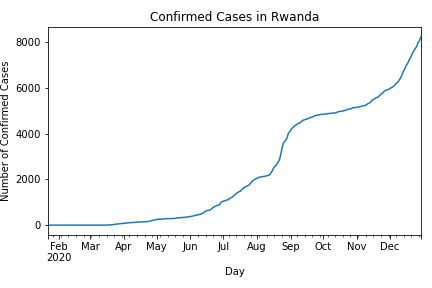 Confirmed Cases in Rwanda
Number of Confirmed Cases
8000
6000
4000
2000
0
Feb Mar Apr May Jun Jul Aug Sep Oct Nov Dec
2020
Day